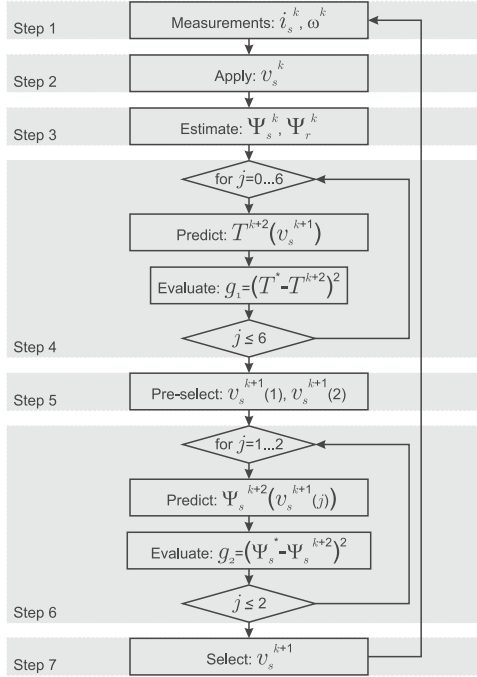 Step 1
Measurements: i_s^k, ω^k
Step 2
Apply: v_s^k
Step 3
Estimate: Ψ_s^k, Ψ_r^k
for j=0...6
Predict: T^{k+2}(v_s^{k+1})
Evaluate: g_1=(T^*-T^{k+2})^2
j ≤ 6
Step 4
Step 5
Pre-select: v_s^{k+1}(1), v_s^{k+1}(2)
for j=1...2
Predict: Ψ_s^{k+2}(v_s^{k+1}(j))
Evaluate: g_2=(Ψ_s^*-Ψ_s^{k+2})^2
j ≤ 2
Step 6
Step 7
Select: v_s^{k+1}